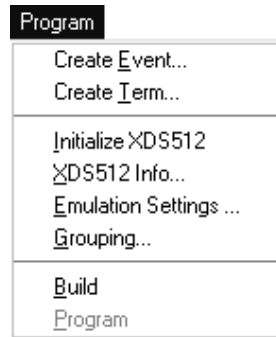 Program
Create Event...
Create Term...
Initialize XDS512
XDS512 Info...
Emulation Settings ...
Grouping...
Build
Program